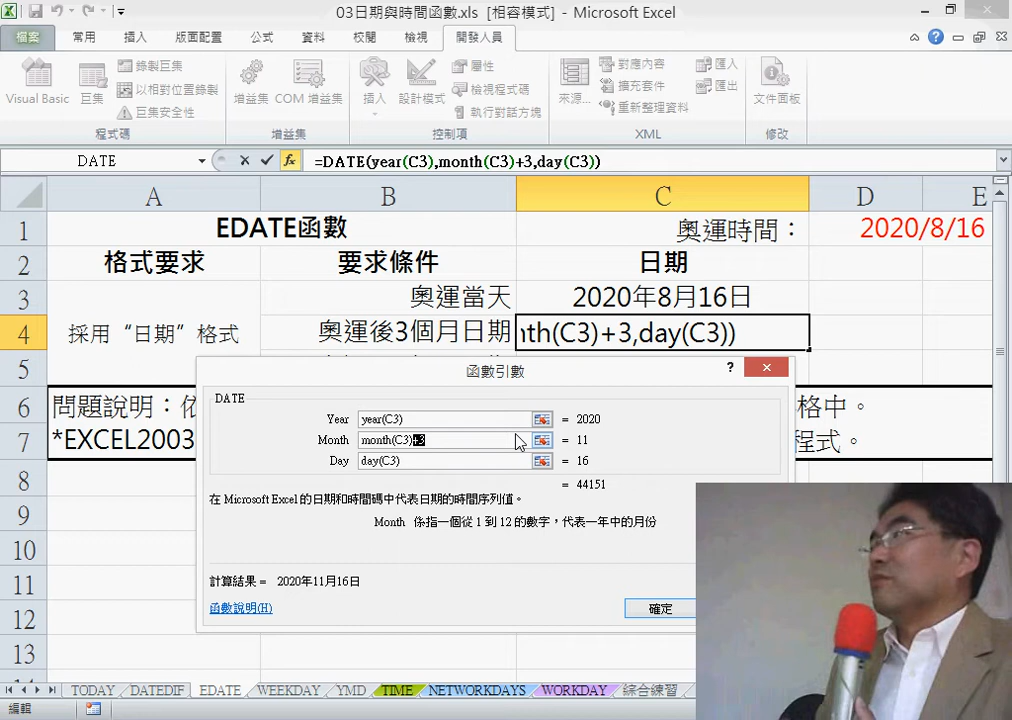 03日期與時間函數.xls [相容模式] - Microsoft Excel
檔案 常用 插入 版面配置 公式 資料 校閱 檢視 開發人員
Visual Basic 巨集 錄製巨集 以相對位置錄製 巨集安全性
增益集 COM 增益集
插入 設計模式 屬性 檢視程式碼 執行對話方塊
來源... 對應內容 擴充套件 重新整理資料 匯入 匯出
文件面板
程式碼 增益集 控制項 XML 修改
DATE =DATE(year(C3),month(C3)+3,day(C3))
A B C D E
1 EDATE函數 奧運時間： 2020/8/16
2 格式要求 要求條件 日期
3 奧運當天 2020年8月16日
4 採用“日期”格式 奧運後3個月日期 nth(C3)+3,day(C3))
5
6 問題說明：依 格中。
7 *EXCEL2003 程式。
8
9
10
11
12
13
函數引數
?
DATE
Year year(C3) = 2020
Month month(C3)+3 = 11
Day day(C3) = 16
= 44151
在 Microsoft Excel 的日期和時間碼中代表日期的時間序列值。
Month 係指一個從 1 到 12 的數字，代表一年中的月份
計算結果 = 2020年11月16日
函數說明(H)
確定
TODAY DATEDIF EDATE WEEKDAY YMD TIME NETWORKDAYS WORKDAY 綜合練習
編輯